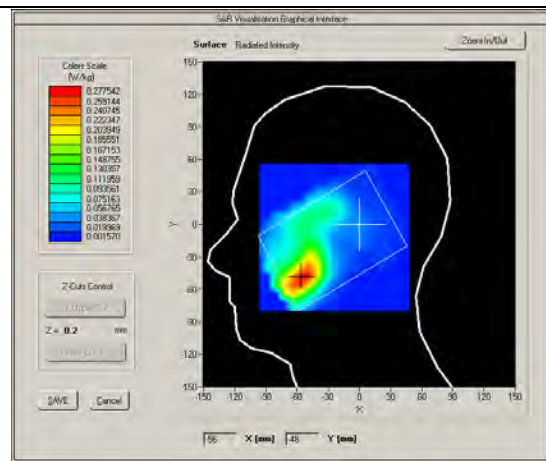 SAR Visualisation Graphical Interface
Surface Radiated Intensity
Zoom In/Out
Colors Scale
(W/kg)
0.277542
0.259144
0.240745
0.222347
0.203949
0.185551
0.167153
0.148755
0.130357
0.111959
0.093561
0.075163
0.056765
0.038367
0.019969
0.001570
150
120
90
60
30
0
-30
-60
-90
-120
-150
Y
-150 -120 -90 -60 -30 0 30 60 90 120 150
X
Z-Cuts Control
Z = 0.2 mm
SAVE Cancel
-56 X (mm) -48 Y (mm)